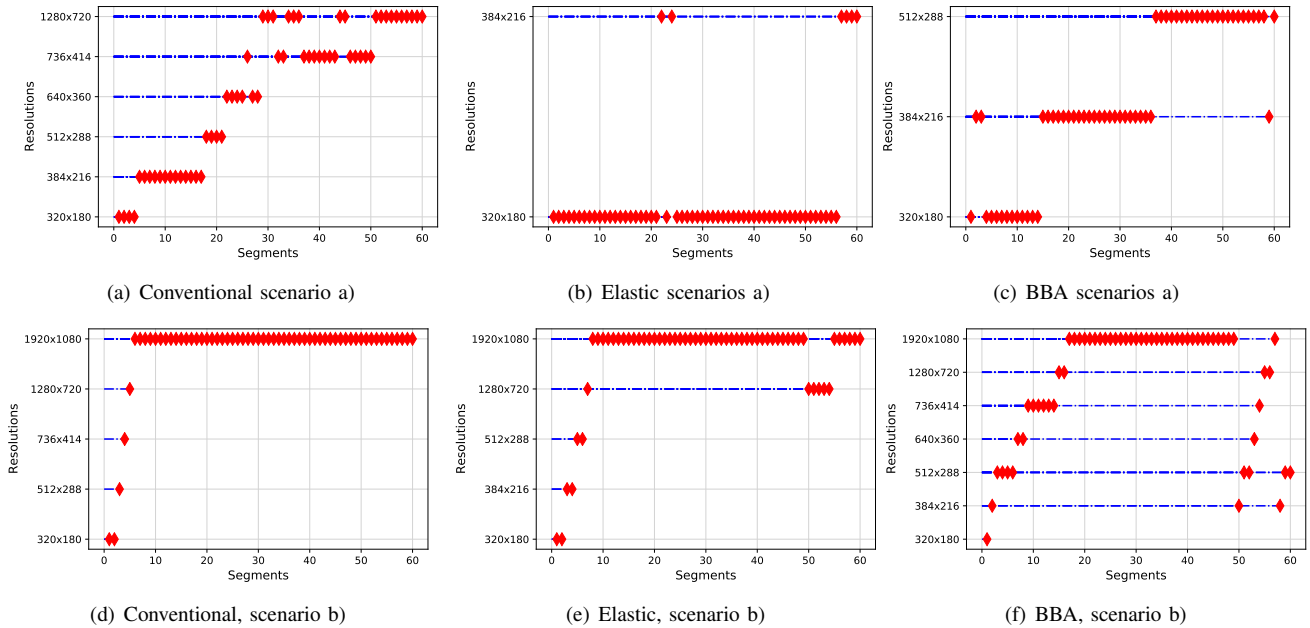 1280x720
736x414
640x360
512x288
384x216
320x180
Resolutions
0 10 20 30 40 50 60
Segments
(a) Conventional scenario a)
384x216
320x180
Resolutions
0 10 20 30 40 50 60
Segments
(b) Elastic scenarios a)
512x288
384x216
320x180
Resolutions
0 10 20 30 40 50 60
Segments
(c) BBA scenarios a)
1920x1080
1280x720
736x414
512x288
320x180
Resolutions
0 10 20 30 40 50 60
Segments
(d) Conventional, scenario b)
1920x1080
1280x720
512x288
384x216
320x180
Resolutions
0 10 20 30 40 50 60
Segments
(e) Elastic, scenario b)
1920x1080
1280x720
736x414
640x360
512x288
384x216
320x180
Resolutions
0 10 20 30 40 50 60
Segments
(f) BBA, scenario b)